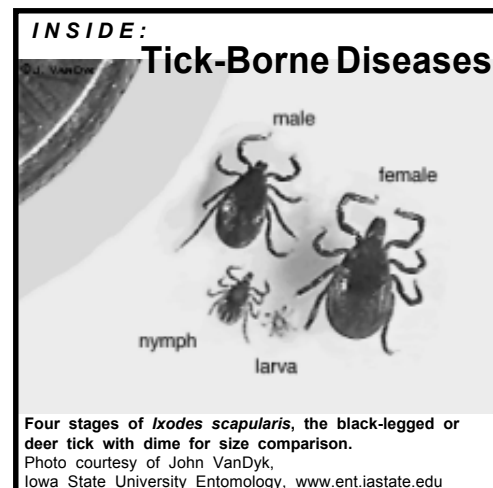 INSIDE:
Tick-Borne Diseases
©J. VANDYK
male
female
nymph
larva
Four stages of Ixodes scapularis, the black-legged or
deer tick with dime for size comparison.
Photo courtesy of John VanDyk,
Iowa State University Entomology, www.ent.iastate.edu